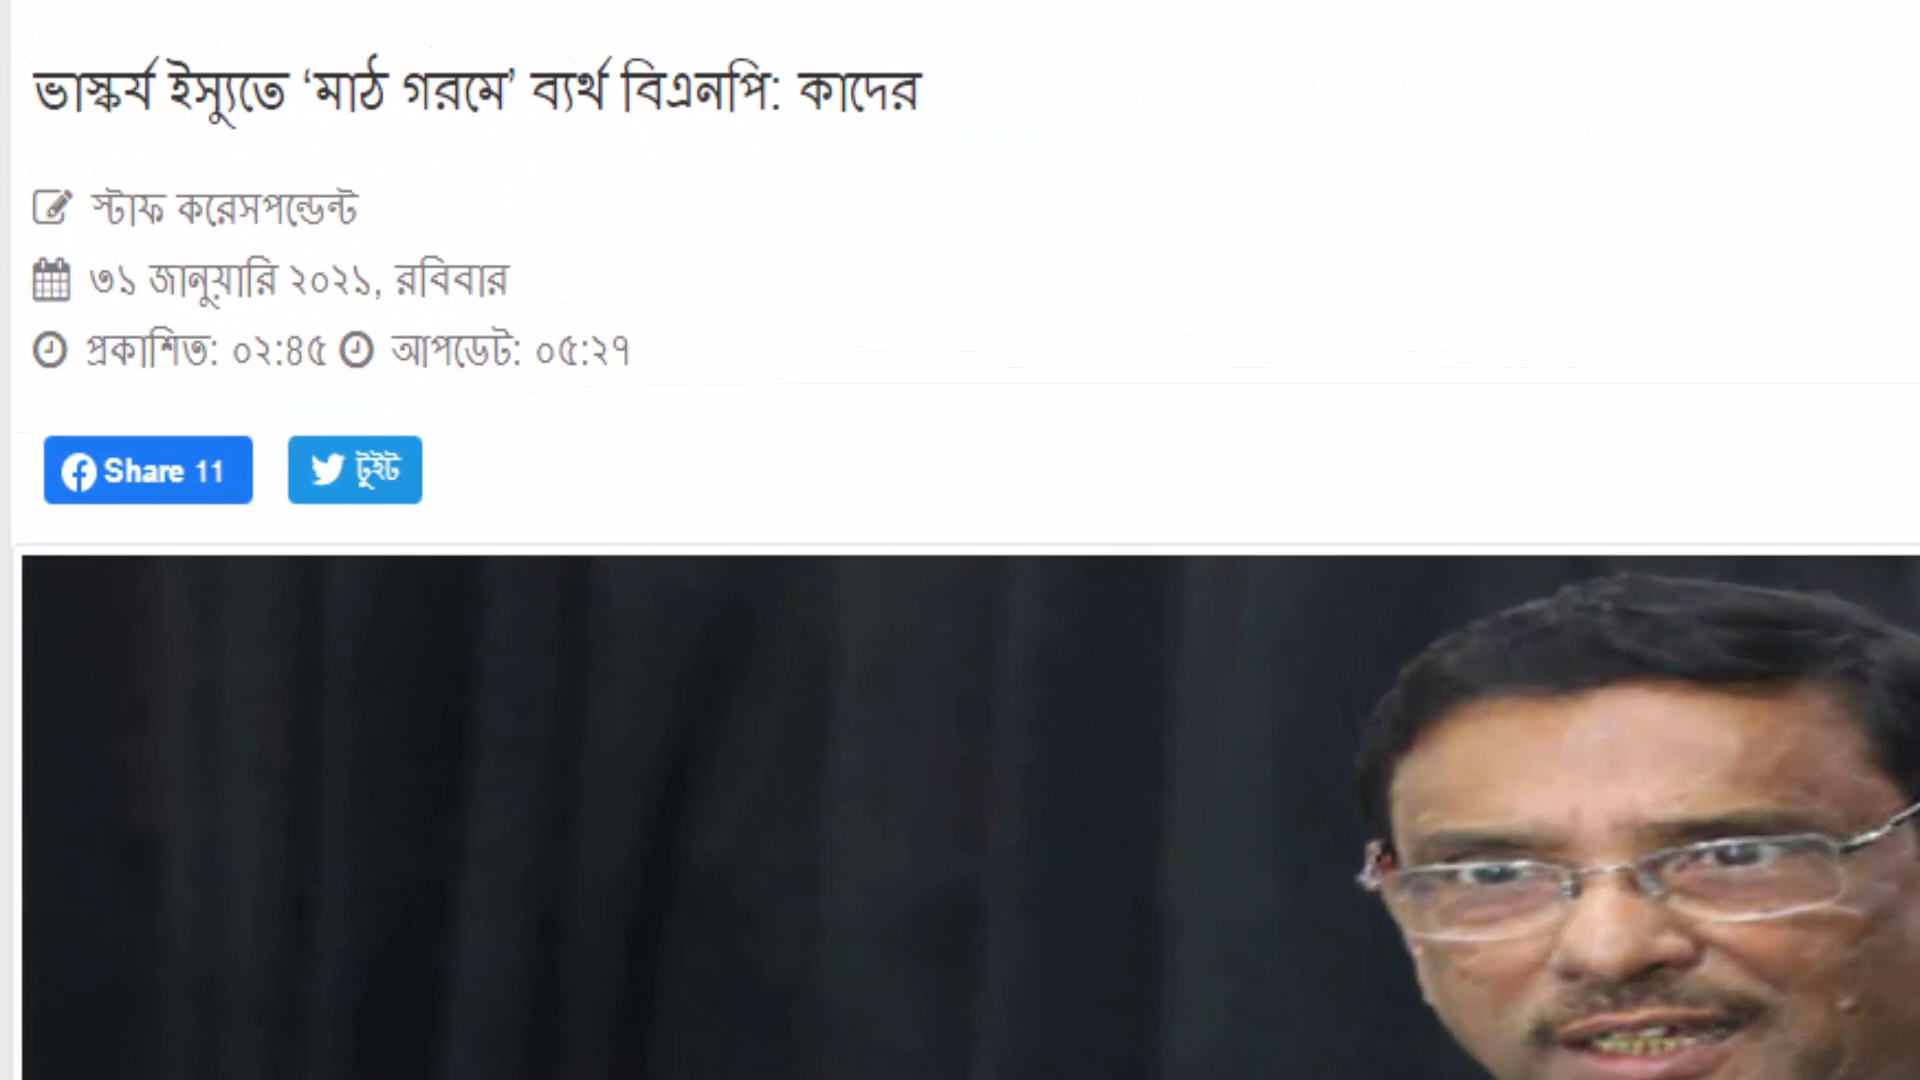 ভাস্কর্য ইস্যুতে ‘মাঠ গরমে’ ব্যর্থ বিএনপি: কাদের
স্টাফ করেসপন্ডেন্ট
৩১ জানুয়ারি ২০২১, রবিবার
প্রকাশিত: ০২:৪৫ আপডেট: ০৫:২৭
Share 11 টুইট